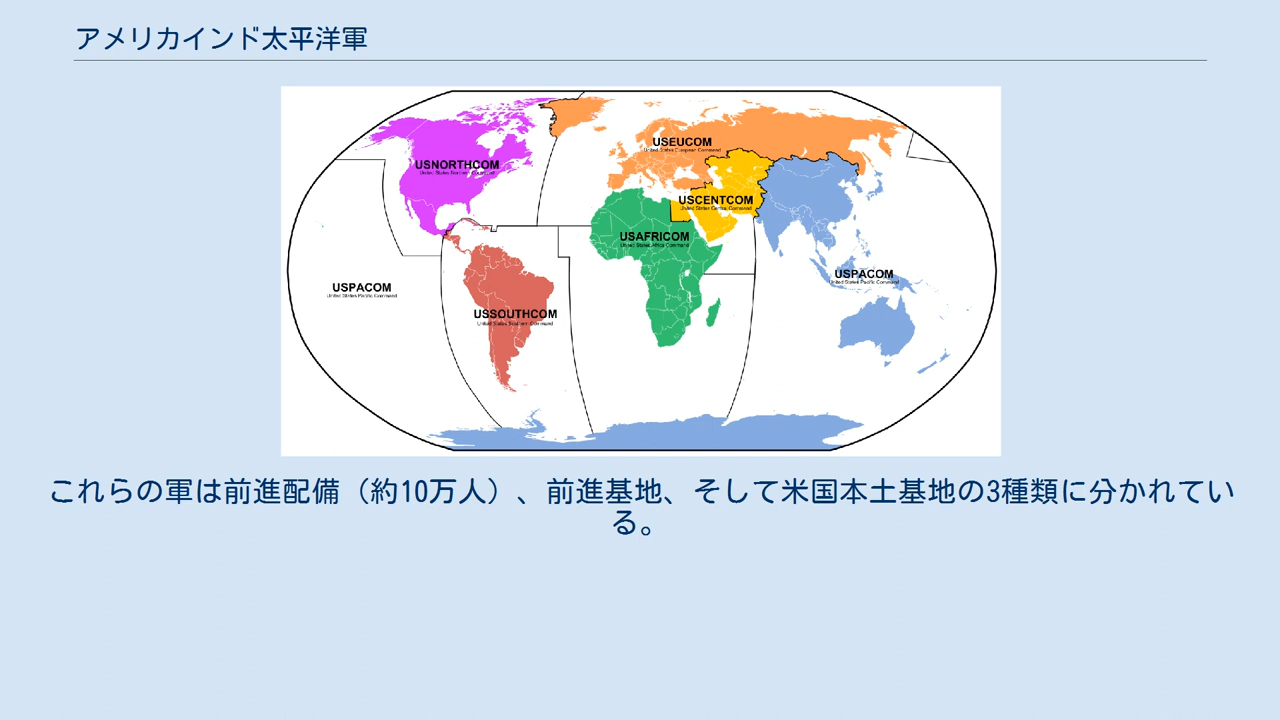 アメリカインド太平洋軍
USNORTHCOM
United States Northern Command
USEUCOM
United States European Command
USCENTCOM
United States Central Command
USAFRICOM
United States Africa Command
USPACOM
United States Pacific Command
USPACOM
United States Pacific Command
USSOUTHCOM
United States Southern Command
これらの軍は前進配備（約10万人）、前進基地、そして米国本土基地の3種類に分かれてい
る。